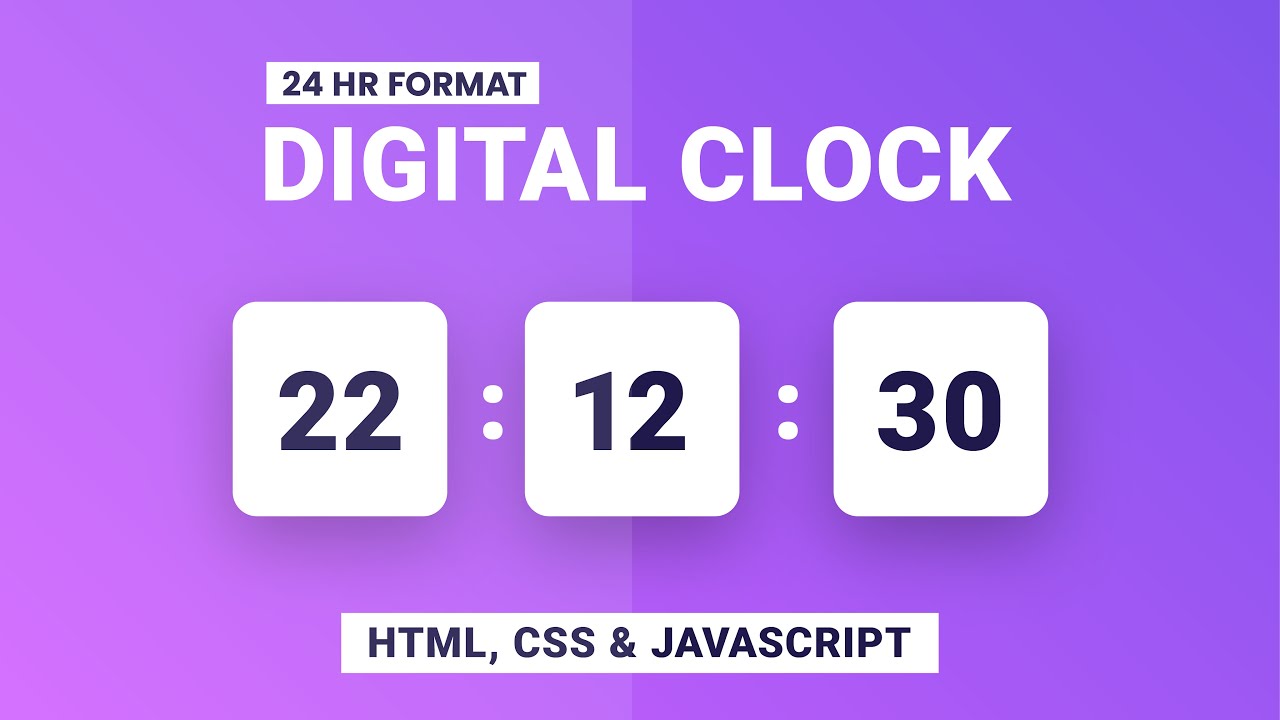 24 HR FORMAT
DIGITAL CLOCK
22 : 12 : 30
HTML, CSS & JAVASCRIPT